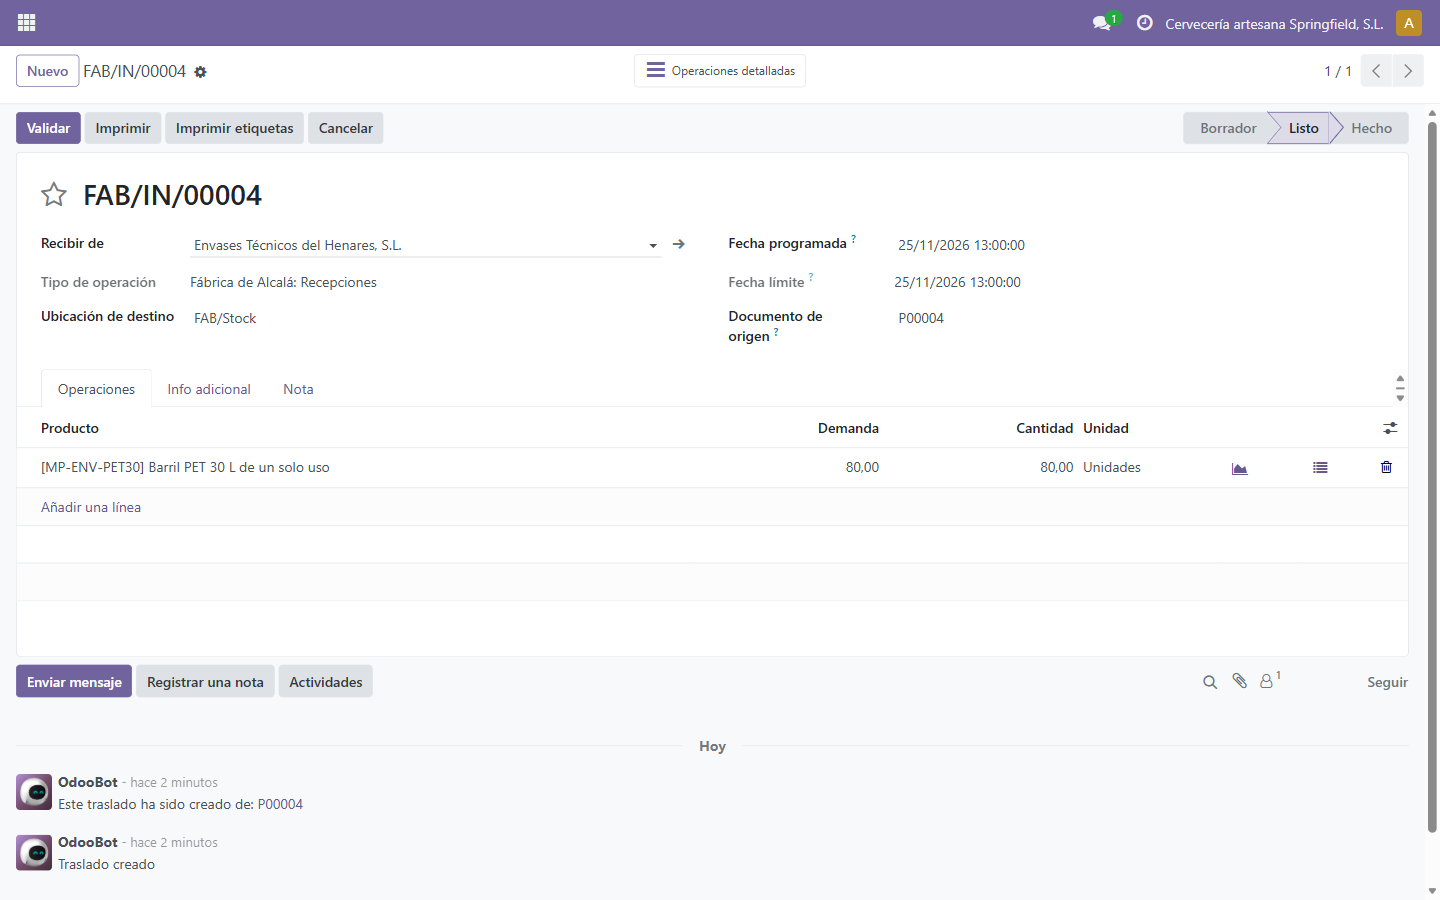 1
Cervecería artesana Springfield, S.L.
A
Nuevo
FAB/IN/00004
Operaciones detalladas
1 / 1
Validar
Imprimir
Imprimir etiquetas
Cancelar
Borrador
Listo
Hecho
FAB/IN/00004
Recibir de
Envases Técnicos del Henares, S.L.
Fecha programada ?
25/11/2026 13:00:00
Tipo de operación
Fábrica de Alcalá: Recepciones
Fecha límite ?
25/11/2026 13:00:00
Ubicación de destino
FAB/Stock
Documento de
origen ?
P00004
Operaciones
Info adicional
Nota
Producto
Demanda
Cantidad
Unidad
[MP-ENV-PET30] Barril PET 30 L de un solo uso
80,00
80,00
Unidades
Añadir una línea
Enviar mensaje
Registrar una nota
Actividades
1
Seguir
Hoy
OdooBot - hace 2 minutos
Este traslado ha sido creado de: P00004
OdooBot - hace 2 minutos
Traslado creado